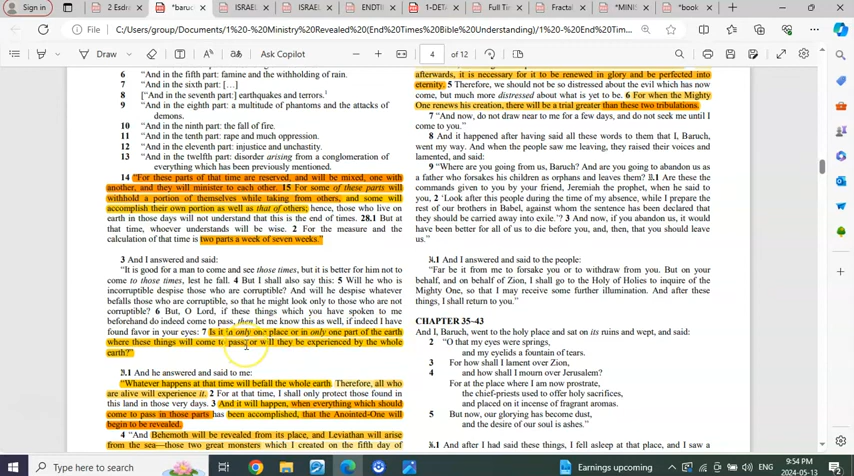 Sign in
2 Esdra
*baruc
ISRAEL
ISRAEL
ENDTI
1-DETA
Full Tir
Fractal
*MINIS
*book
C:/Users/group/Documents/1%20-%20Ministry%20Revealed%20(End%20Times%20Bible%20Understanding)/1%20-%20END%20Tim...
Draw
Ask Copilot
4 of 12
6 "And in the sixth part: famine and the withholding of rain.
7 "And in the sixth part: [...]
8 ["And in the seventh part:] earthquakes and terrors.¹
9 "And in the eighth part: a multitude of phantoms and the attacks of
demons.
10 "And in the ninth part: the fall of fire.
11 "And in the tenth part: rape and much oppression.
12 "And in the eleventh part: injustice and unchastity.
13 "And in the twelfth part: disorder arising from a conglomeration of
everything which has been previously mentioned.
14 "For these parts of that time are reserved, and will be mixed, one with
another, and they will minister to each other. 15 For some of these parts will
withhold a portion of themselves while taking from others, and some will
accomplish their own portion as well as that of others; hence, those who live on
earth in those days will not understand that this is the end of times. 28.1 But at
that time, whoever understands will be wise. 2 For the measure and the
calculation of that time is two parts a week of seven weeks."
3 And I answered and said:
"It is good for a man to come and see those times, but it is better for him not to
come to those times, lest he fall. 4 But I shall also say this: 5 Will he who is
incorruptible despise those who are corruptible? And will he despise whatever
befalls those who are corruptible, so that he might look only to those who are not
corruptible? 6 But, O Lord, if these things which you have spoken to me
beforehand do indeed come to pass, then let me know this as well, if indeed I have
found favor in your eyes: 7 Is it in only one place or in only one part of the earth
where these things will come to pass, or will they be experienced by the whole
earth?"
.1 And he answered and said to me:
"Whatever happens at that time will befall the whole earth. Therefore, all who
are alive will experience it. 2 For at that time, I shall only protect those found in
this land in those very days. 3 And it will happen, when everything which should
come to pass in those parts has been accomplished, that the Anointed-One will
begin to be revealed.
4 "And Behemoth will be revealed from its place, and Leviathan will arise
from the sea—those two great monsters which I created on the fifth day of
afterwards, it is necessary for it to be renewed in glory and be perfected into
eternity. 5 Therefore, we should not be so distressed about the evil which has now
come, but much more distressed about what is yet to be. 6 For when the Mighty
One renews his creation, there will be a trial greater than these two tribulations.
7 "And now, do not draw near to me for a few days, and do not seek me until I
come to you."
8 And it happened after having said all these words to them that I, Baruch,
went my way. And when the people saw me leaving, they raised their voices and
lamented, and said:
9 "Where are you going from us, Baruch? And are you going to abandon us as
a father who forsakes his children as orphans and leaves them? .1 Are these the
commands given to you by your friend, Jeremiah the prophet, when he said to
you, 2 'Look after this people during the time of my absence, while I prepare the
rest of our brothers in Babel, against whom the sentence has been declared that
they should be carried away into exile.'? 3 And now, if you abandon us, it would
have been better for all of us to die before you, and, then, that you should leave
us."
.1 And I answered and said to the people:
"Far be it from me to forsake you or to withdraw from you. But on your
behalf, and on behalf of Zion, I shall go to the Holy of Holies to inquire of the
Mighty One, so that I may receive some further illumination. And after these
things, I shall return to you."
CHAPTER 35-43
And I, Baruch, went to the holy place and sat on its ruins and wept, and said:
2 "O that my eyes were springs,
and my eyelids a fountain of tears.
3 For how shall I lament over Zion,
4 and how shall I mourn over Jerusalem?
For at the place where I am now prostrate,
the chief-priests used to offer holy sacrifices,
and placed on it incense of fragrant aromas.
5 But now, our glorying has become dust,
and the desire of our soul is ashes."
.1 And after I had said these things, I fell asleep at that place, and I saw a
Type here to search
Earnings upcoming
9:54 PM
2024-05-13